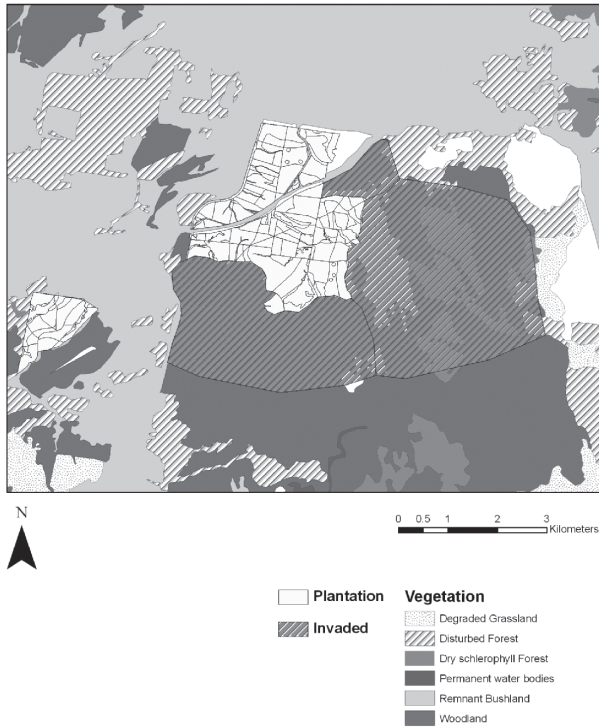 N
0 0.5 1 2 3
Kilometers
Plantation
Invaded
Vegetation
Degraded Grassland
Disturbed Forest
Dry schlerophyll Forest
Permanent water bodies
Remnant Bushland
Woodland